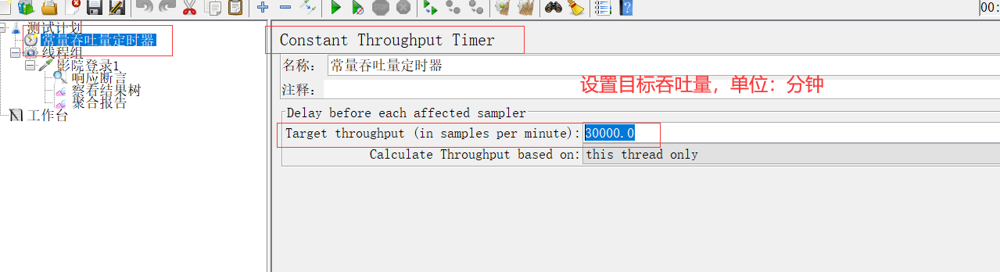 00:
测试计划
常量吞吐量定时器
线程组
影院登录1
响应断言
察看结果树
聚合报告
工作台
Constant Throughput Timer
名称： 常量吞吐量定时器
注释：
设置目标吞吐量，单位：分钟
Delay before each affected sampler
Target throughput (in samples per minute): 30000.0
Calculate Throughput based on: this thread only